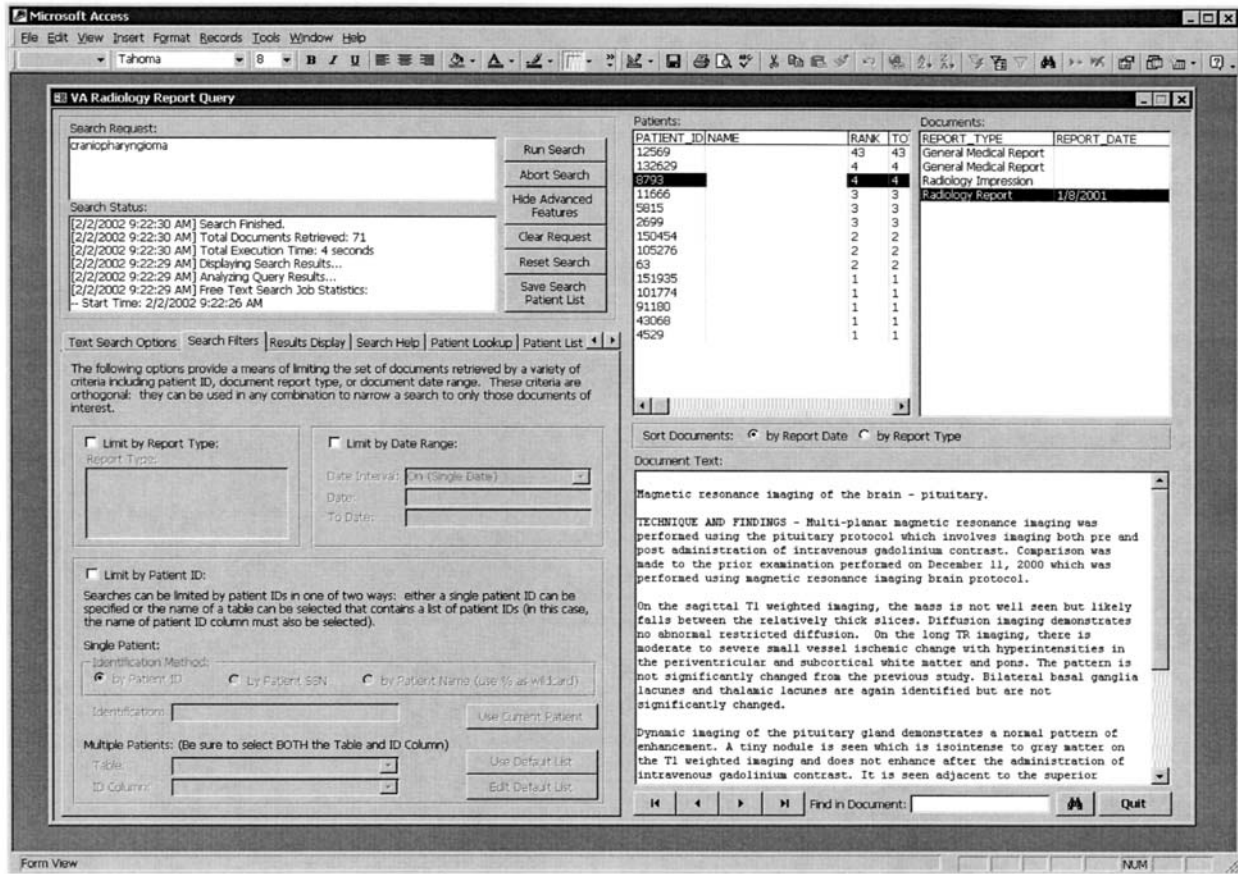 Microsoft Access
File Edit View Insert Format Records Tools Window Help
Tahoma 8 B I U
VA Radiology Report Query
Search Request:
craniopharyngioma
Run Search
Abort Search
Hide Advanced
Features
Clear Request
Reset Search
Save Search
Patient List
Search Status:
[2/2/2002 9:22:30 AM] Search Finished.
[2/2/2002 9:22:30 AM] Total Documents Retrieved: 71
[2/2/2002 9:22:30 AM] Total Execution Time: 4 seconds
[2/2/2002 9:22:29 AM] Displaying Search Results...
[2/2/2002 9:22:29 AM] Analyzing Query Results...
[2/2/2002 9:22:29 AM] Free Text Search Job Statistics:
-- Start Time: 2/2/2002 9:22:26 AM
Text Search Options Search Filters Results Display Search Help Patient Lookup Patient List
The following options provide a means of limiting the set of documents retrieved by a variety of
criteria including patient ID, document report type, or document date range. These criteria are
orthogonal: they can be used in any combination to narrow a search to only those documents of
interest.
Limit by Report Type:
Report Type:
Limit by Date Range:
Date Interval: On (Single Date)
Date:
To Date:
Limit by Patient ID:
Searches can be limited by patient IDs in one of two ways: either a single patient ID can be
specified or the name of a table can be selected that contains a list of patient IDs (in this case,
the name of patient ID column must also be selected).
Single Patient:
Identification Method:
by Patient ID by Patient SSN by Patient Name (use % as wildcard)
Identification:
Use Current Patient
Multiple Patients: (Be sure to select BOTH the Table and ID Column)
Table:
Use Default List
ID Column:
Edit Default List
Patients:
PATIENT_ID NAME RANK TO
12569 43 43
132629 4 4
8793 4 4
11666 3 3
5815 3 3
2699 3 3
150454 2 2
105276 2 2
63 2 2
151935 1 1
101774 1 1
91180 1 1
43068 1 1
4529 1 1
Documents:
REPORT_TYPE REPORT_DATE
General Medical Report
General Medical Report
Radiology Impression
Radiology Report 1/8/2001
Sort Documents: by Report Date by Report Type
Document Text:
Magnetic resonance imaging of the brain - pituitary.
TECHNIQUE AND FINDINGS - Multi-planar magnetic resonance imaging was
performed using the pituitary protocol which involves imaging both pre and
post administration of intravenous gadolinium contrast. Comparison was
made to the prior examination performed on December 11, 2000 which was
performed using magnetic resonance imaging brain protocol.
On the sagittal T1 weighted imaging, the mass is not well seen but likely
falls between the relatively thick slices. Diffusion imaging demonstrates
no abnormal restricted diffusion. On the long TR imaging, there is
moderate to severe small vessel ischemic change with hyperintensities in
the periventricular and subcortical white matter and pons. The pattern is
not significantly changed from the previous study. Bilateral basal ganglia
lacunes and thalamic lacunes are again identified but are not
significantly changed.
Dynamic imaging of the pituitary gland demonstrates a normal pattern of
enhancement. A tiny nodule is seen which is isointense to gray matter on
the T1 weighted imaging and does not enhance after the administration of
intravenous gadolinium contrast. It is seen adjacent to the superior
Find in Document:
Quit
Form View
NUM